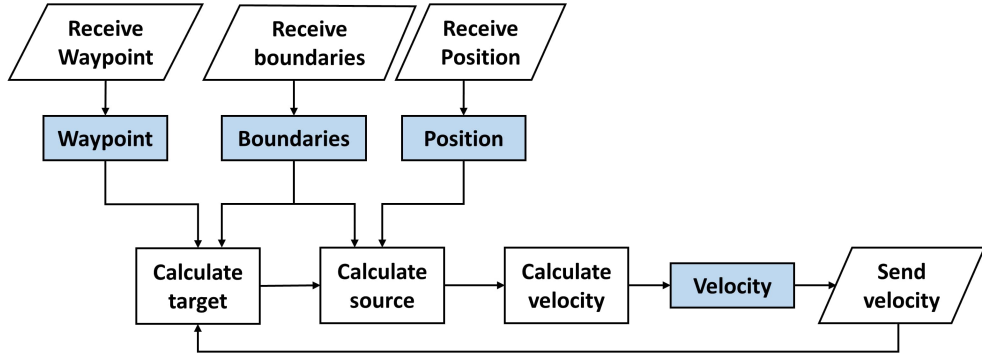 Receive
Waypoint
Receive
boundaries
Receive
Position
Waypoint
Boundaries
Position
Calculate
target
Calculate
source
Calculate
velocity
Velocity
Send
velocity